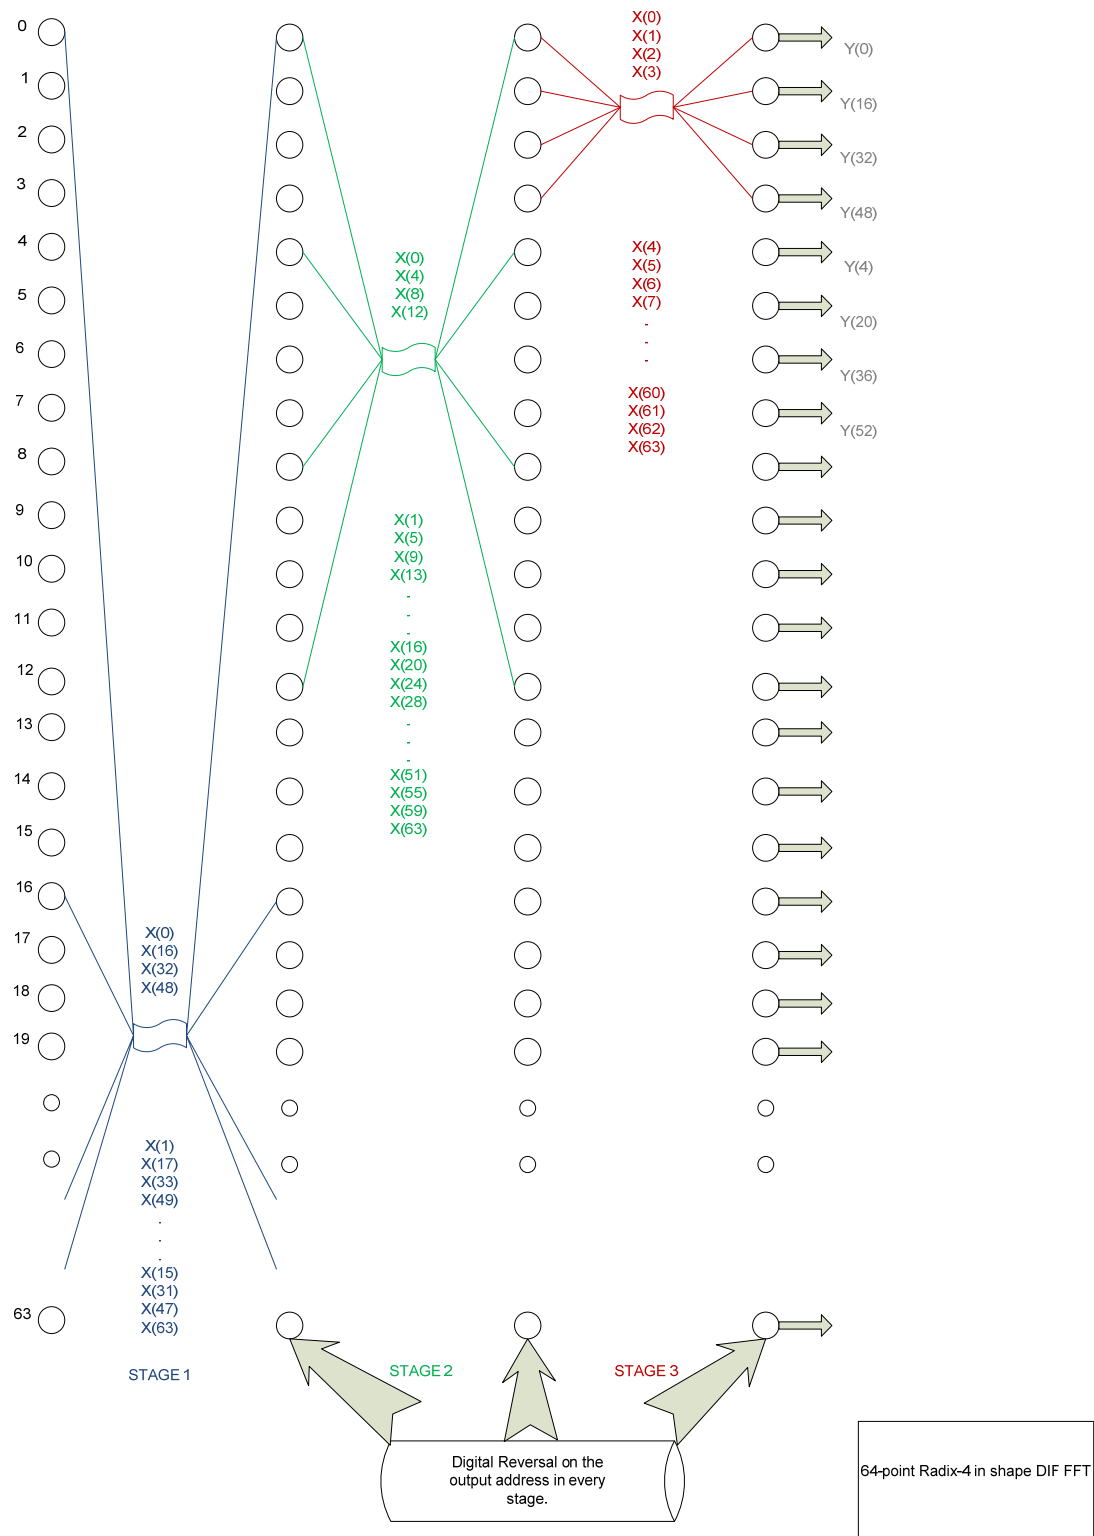 0
1
2
3
4
5
6
7
8
9
10
11
12
13
14
15
16
17
18
19
63
X(0)
X(16)
X(32)
X(48)
X(1)
X(17)
X(33)
X(49)
.
.
.
X(15)
X(31)
X(47)
X(63)
STAGE 1
X(0)
X(4)
X(8)
X(12)
X(1)
X(5)
X(9)
X(13)
-
-
-
X(16)
X(20)
X(24)
X(28)
-
-
-
X(51)
X(55)
X(59)
X(63)
STAGE 2
X(0)
X(1)
X(2)
X(3)
X(4)
X(5)
X(6)
X(7)
-
-
-
X(60)
X(61)
X(62)
X(63)
STAGE 3
Y(0)
Y(16)
Y(32)
Y(48)
Y(4)
Y(20)
Y(36)
Y(52)
Digital Reversal on the
output address in every
stage.
64-point Radix-4 in shape DIF FFT